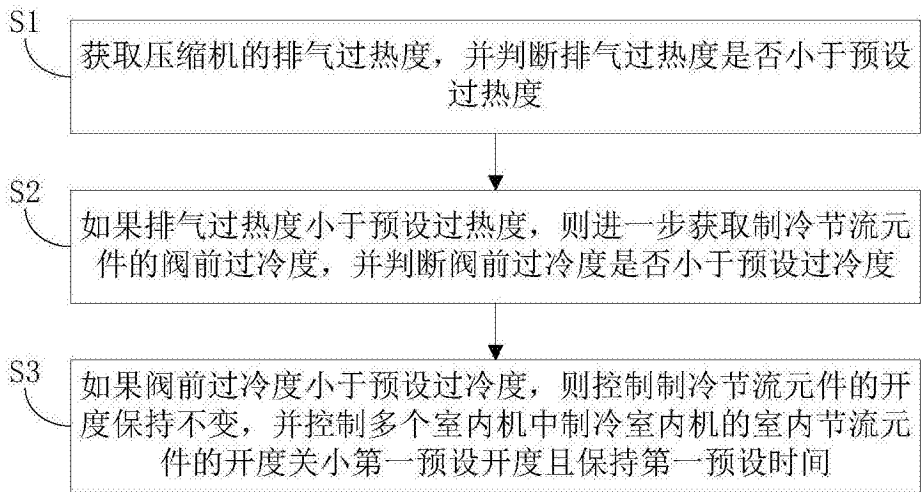 S1
获取压缩机的排气过热度，并判断排气过热度是否小于预设
过热度
S2
如果排气过热度小于预设过热度，则进一步获取制冷节流元
件的阀前过冷度，并判断阀前过冷度是否小于预设过冷度
S3
如果阀前过冷度小于预设过冷度，则控制制冷节流元件的开
度保持不变，并控制多个室内机中制冷室内机的室内节流元
件的开度关小第一预设开度且保持第一预设时间